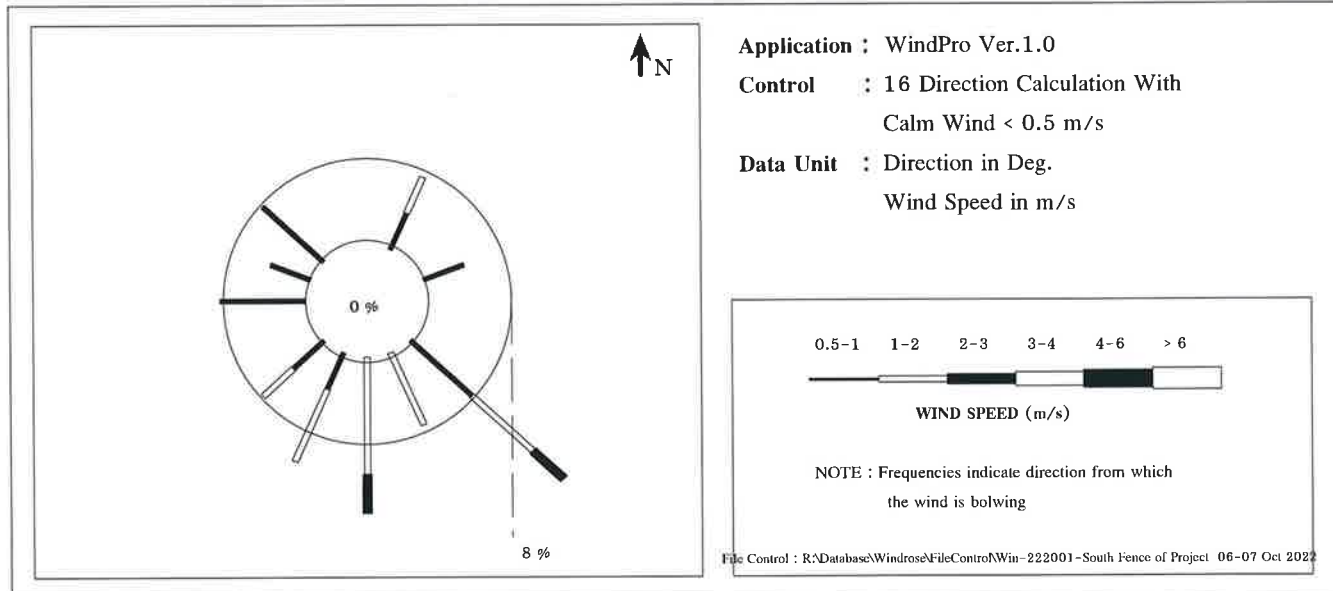 N
0 %
8 %
Application : WindPro Ver.1.0
Control : 16 Direction Calculation With
Calm Wind < 0.5 m/s
Data Unit : Direction in Deg.
Wind Speed in m/s
0.5-1 1-2 2-3 3-4 4-6 > 6
WIND SPEED (m/s)
NOTE : Frequencies indicate direction from which
the wind is bolwing
File Control : R:\Database\Windrose\FileControl\Win-222001-South Fence of Project 06-07 Oct 2022